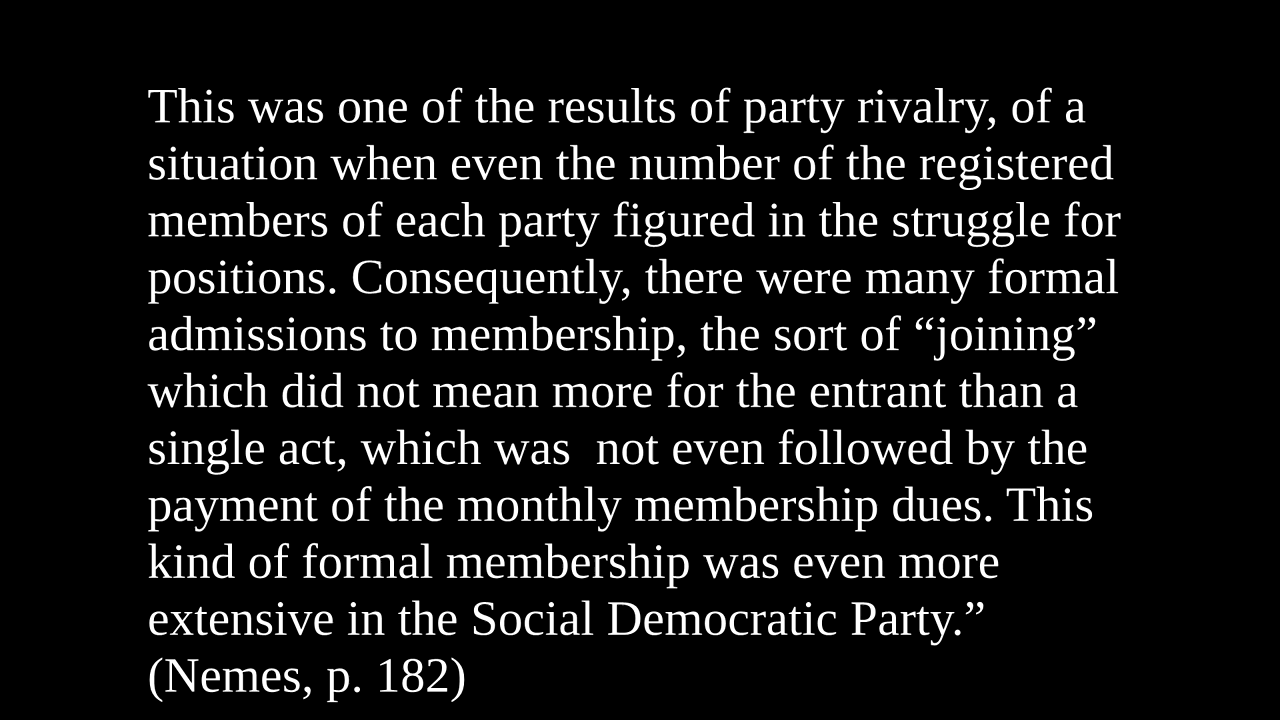 This was one of the results of party rivalry, of a
situation when even the number of the registered
members of each party figured in the struggle for
positions. Consequently, there were many formal
admissions to membership, the sort of “joining”
which did not mean more for the entrant than a
single act, which was  not even followed by the
payment of the monthly membership dues. This
kind of formal membership was even more
extensive in the Social Democratic Party.”
(Nemes, p. 182)